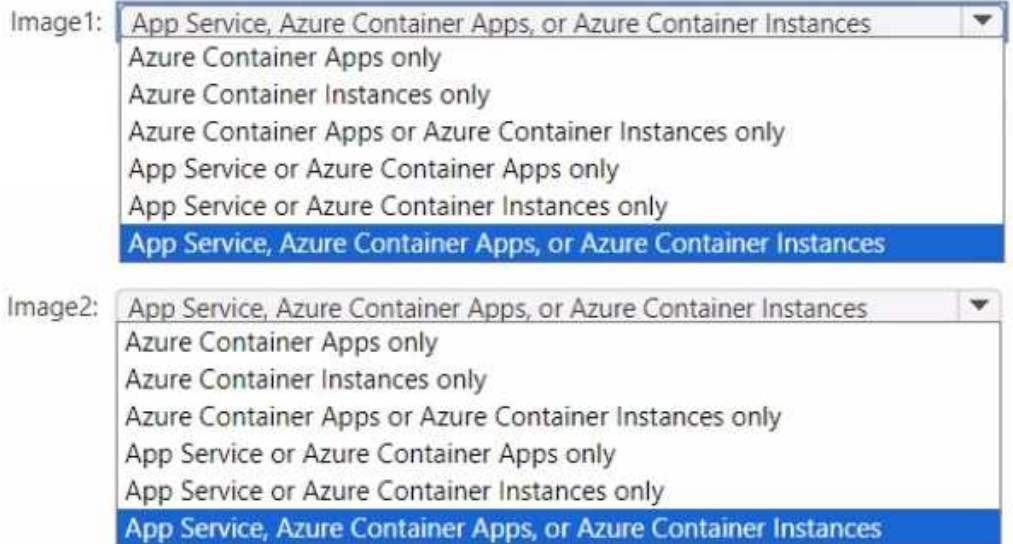 Image1: App Service, Azure Container Apps, or Azure Container Instances
Azure Container Apps only
Azure Container Instances only
Azure Container Apps or Azure Container Instances only
App Service or Azure Container Apps only
App Service or Azure Container Instances only
App Service, Azure Container Apps, or Azure Container Instances
Image2: App Service, Azure Container Apps, or Azure Container Instances
Azure Container Apps only
Azure Container Instances only
Azure Container Apps or Azure Container Instances only
App Service or Azure Container Apps only
App Service or Azure Container Instances only
App Service, Azure Container Apps, or Azure Container Instances